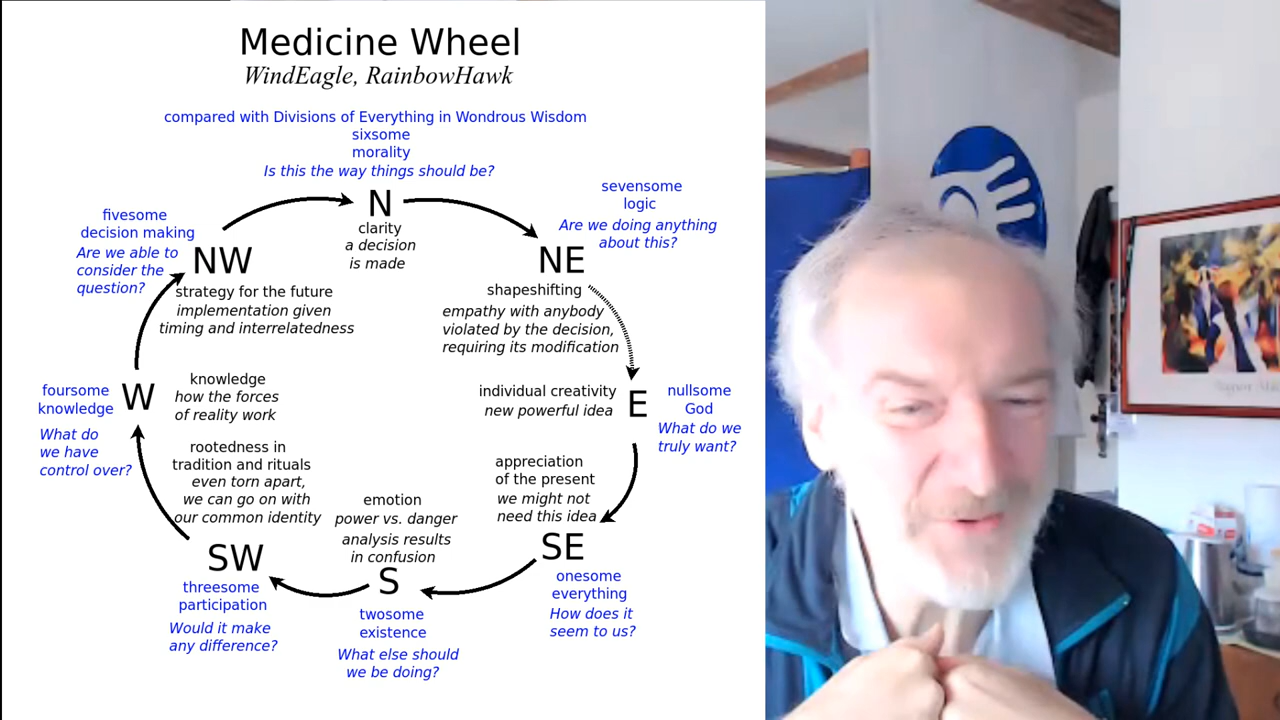 Medicine Wheel
WindEagle, RainbowHawk
compared with Divisions of Everything in Wondrous Wisdom
sixsome
morality
Is this the way things should be?
N
clarity
a decision
is made
sevensome
logic
Are we doing anything
about this?
NE
shapeshifting
empathy with anybody
violated by the decision,
requiring its modification
individual creativity
new powerful idea
E
nullsome
God
What do we
truly want?
appreciation
of the present
we might not
need this idea
SE
onesome
everything
How does it
seem to us?
emotion
power vs. danger
analysis results
in confusion
S
twosome
existence
What else should
we be doing?
rootedness in
tradition and rituals
even torn apart,
we can go on with
our common identity
SW
threesome
participation
Would it make
any difference?
foursome
knowledge
What do
we have
control over?
W
knowledge
how the forces
of reality work
fivesome
decision making
Are we able to
consider the
question?
NW
strategy for the future
implementation given
timing and interrelatedness